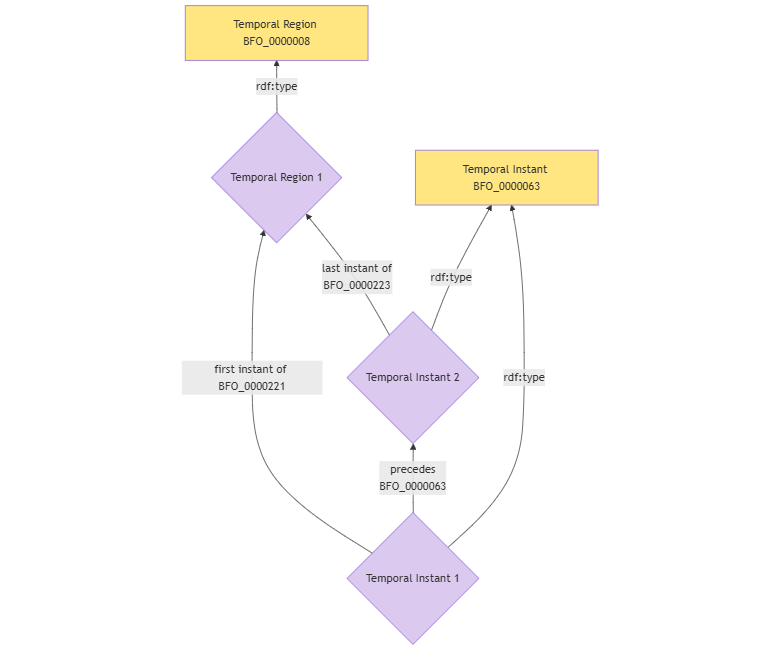 Temporal Region
BFO_0000008
rdf:type
Temporal Region 1
Temporal Instant
BFO_0000063
last instant of
BFO_0000223
rdf:type
first instant of
BFO_0000221
Temporal Instant 2
rdf:type
precedes
BFO_0000063
Temporal Instant 1